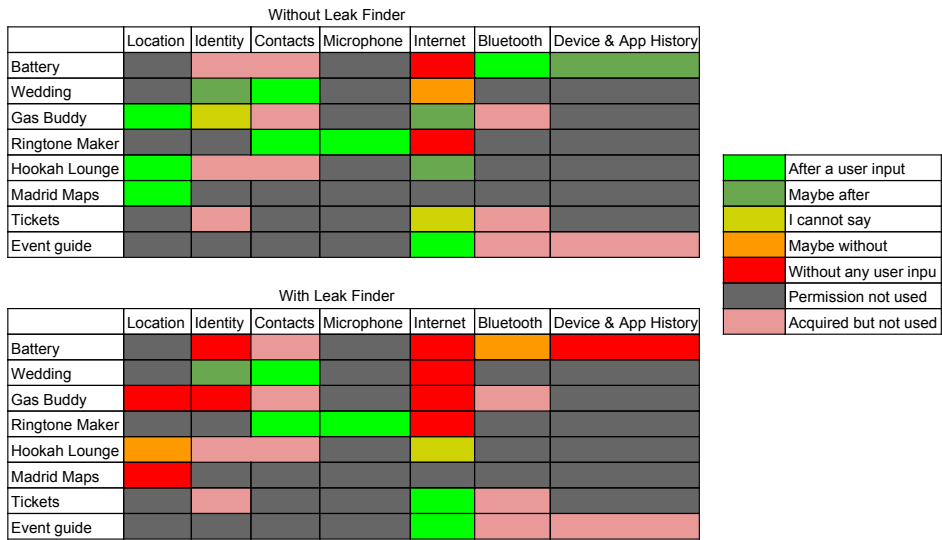 Without Leak Finder
Location Identity Contacts Microphone Internet Bluetooth Device & App History
Battery
Wedding
Gas Buddy
Ringtone Maker
Hookah Lounge
Madrid Maps
Tickets
Event guide
After a user input
Maybe after
I cannot say
Maybe without
Without any user inpu
Permission not used
Acquired but not used
With Leak Finder
Location Identity Contacts Microphone Internet Bluetooth Device & App History
Battery
Wedding
Gas Buddy
Ringtone Maker
Hookah Lounge
Madrid Maps
Tickets
Event guide